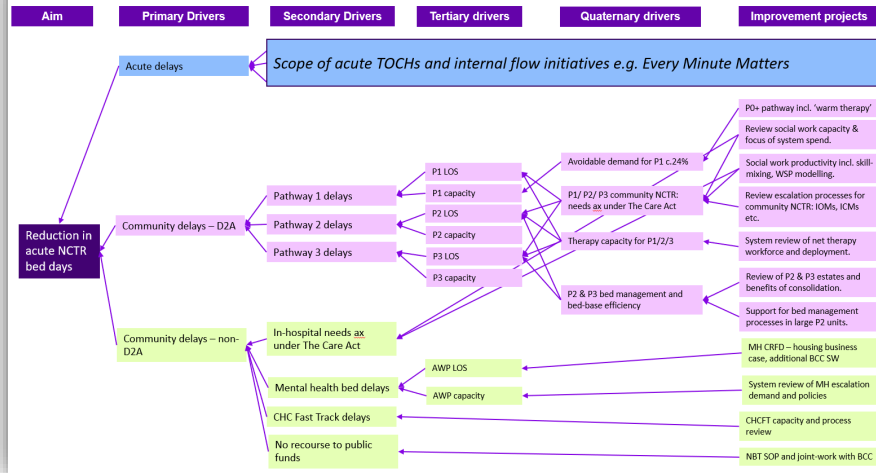 Aim
Primary Drivers
Secondary Drivers
Tertiary drivers
Quaternary drivers
Improvement projects
Acute delays
Scope of acute TOCHs and internal flow initiatives e.g. Every Minute Matters
Reduction in
acute NCTR
bed days
Community delays – D2A
Pathway 1 delays
Pathway 2 delays
Pathway 3 delays
P1 LOS
P1 capacity
P2 LOS
P2 capacity
P3 LOS
P3 capacity
Avoidable demand for P1 c.24%
P1/ P2/ P3 community NCTR:
needs ax under The Care Act
Therapy capacity for P1/2/3
P2 & P3 bed management and
bed-base efficiency
P0+ pathway incl. ‘warm therapy’
Review social work capacity &
focus of system spend.
Social work productivity incl. skill-
mixing, WSP modelling.
Review escalation processes for
community NCTR: IOMs, ICMs
etc.
System review of net therapy
workforce and deployment.
Review of P2 & P3 estates and
benefits of consolidation.
Support for bed management
processes in large P2 units.
Community delays – non-
D2A
In-hospital needs ax
under The Care Act
Mental health bed delays
CHC Fast Track delays
No recourse to public
funds
AWP LOS
AWP capacity
MH CRFD – housing business
case, additional BCC SW
System review of MH escalation
demand and policies
CHCFT capacity and process
review
NBT SOP and joint-work with BCC